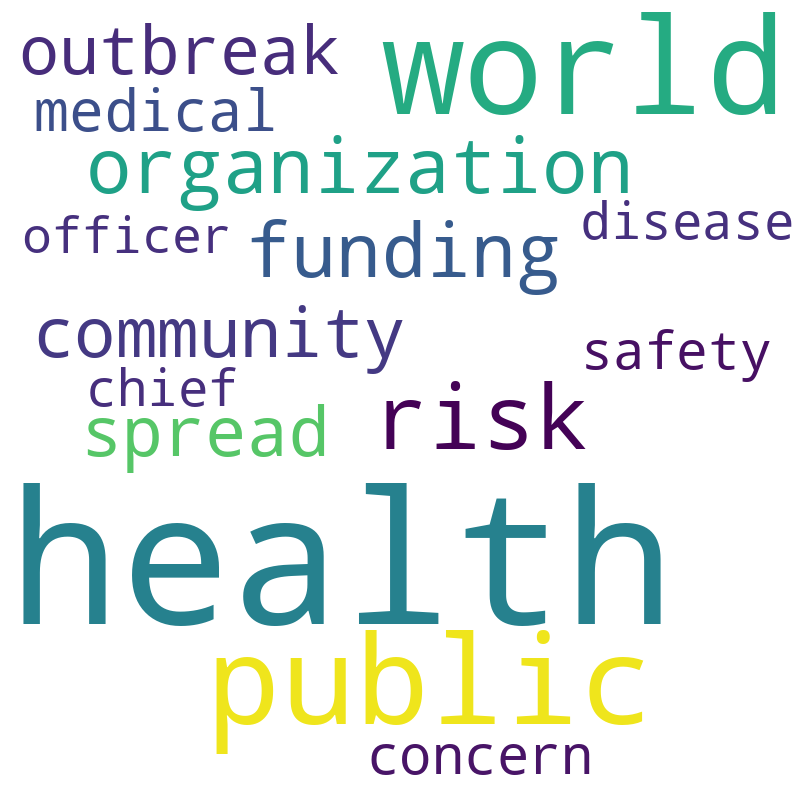 outbreak
world
medical
organization
officer
funding
disease
community
safety
chief
risk
spread
health
public
concern